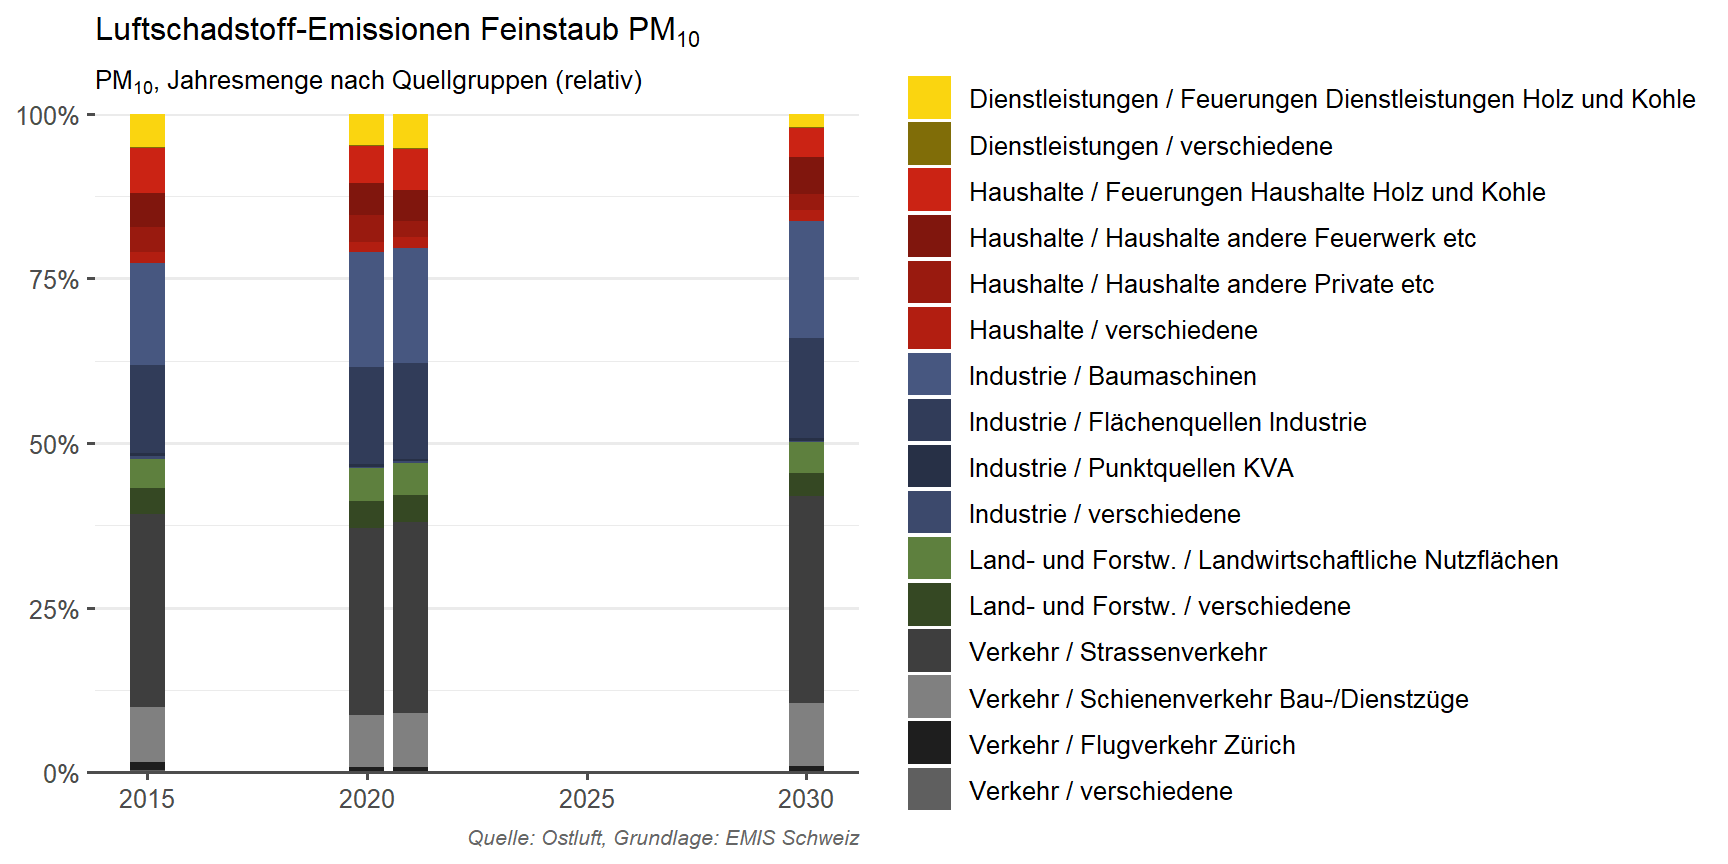 Luftschadstoff-Emissionen Feinstaub PM₁₀
PM₁₀, Jahresmenge nach Quellgruppen (relativ)
100%
75%
50%
25%
0%
2015
2020
2025
2030
Dienstleistungen / Feuerungen Dienstleistungen Holz und Kohle
Dienstleistungen / verschiedene
Haushalte / Feuerungen Haushalte Holz und Kohle
Haushalte / Haushalte andere Feuerwerk etc
Haushalte / Haushalte andere Private etc
Haushalte / verschiedene
Industrie / Baumaschinen
Industrie / Flächenquellen Industrie
Industrie / Punktquellen KVA
Industrie / verschiedene
Land- und Forstw. / Landwirtschaftliche Nutzflächen
Land- und Forstw. / verschiedene
Verkehr / Strassenverkehr
Verkehr / Schienenverkehr Bau-/Dienstzüge
Verkehr / Flugverkehr Zürich
Verkehr / verschiedene
Quelle: Ostluft, Grundlage: EMIS Schweiz